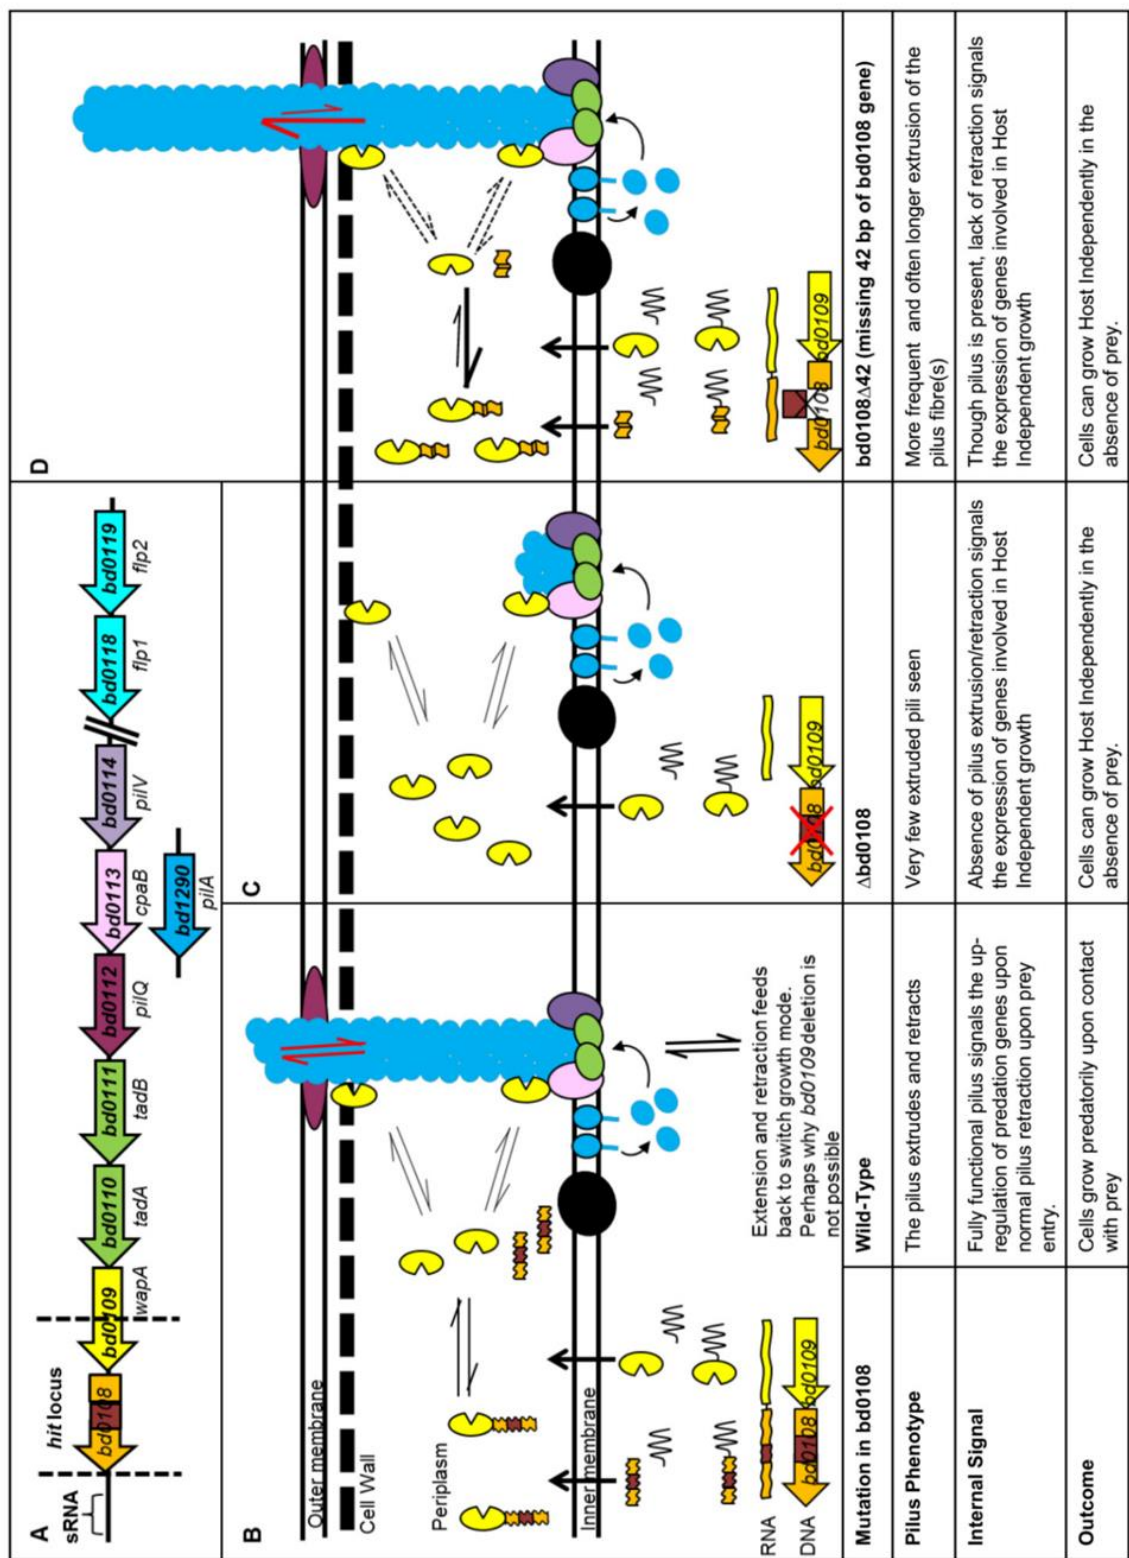 A
sRNA
hit locus
bd0108
bd0109
bd0110
bd0111
bd0112
bd0113
bd0114
bd0118
bd0119
wapA
tadA
tadB
pilQ
cpaB
pilV
flp1
flp2
bd1290
pilA
B
Outer membrane
Cell Wall
Periplasm
Inner membrane
Extension and retraction feeds
back to switch growth mode.
Perhaps why bd0109 deletion is
not possible
RNA
DNA
bd0108
bd0109
C
bd0108
bd0109
D
bd0108
bd0109
Mutation in bd0108
Wild-Type
Δbd0108
bd0108Δ42 (missing 42 bp of bd0108 gene)
Pilus Phenotype
The pilus extrudes and retracts
Very few extruded pili seen
More frequent and often longer extrusion of the
pilus fibre(s)
Internal Signal
Fully functional pilus signals the up-
regulation of predation genes upon
normal pilus retraction upon prey
entry.
Absence of pilus extrusion/retraction signals
the expression of genes involved in Host
Independent growth
Though pilus is present, lack of retraction signals
the expression of genes involved in Host
Independent growth
Outcome
Cells grow predatorily upon contact
with prey
Cells can grow Host Independently in the
absence of prey.
Cells can grow Host Independently in the
absence of prey.